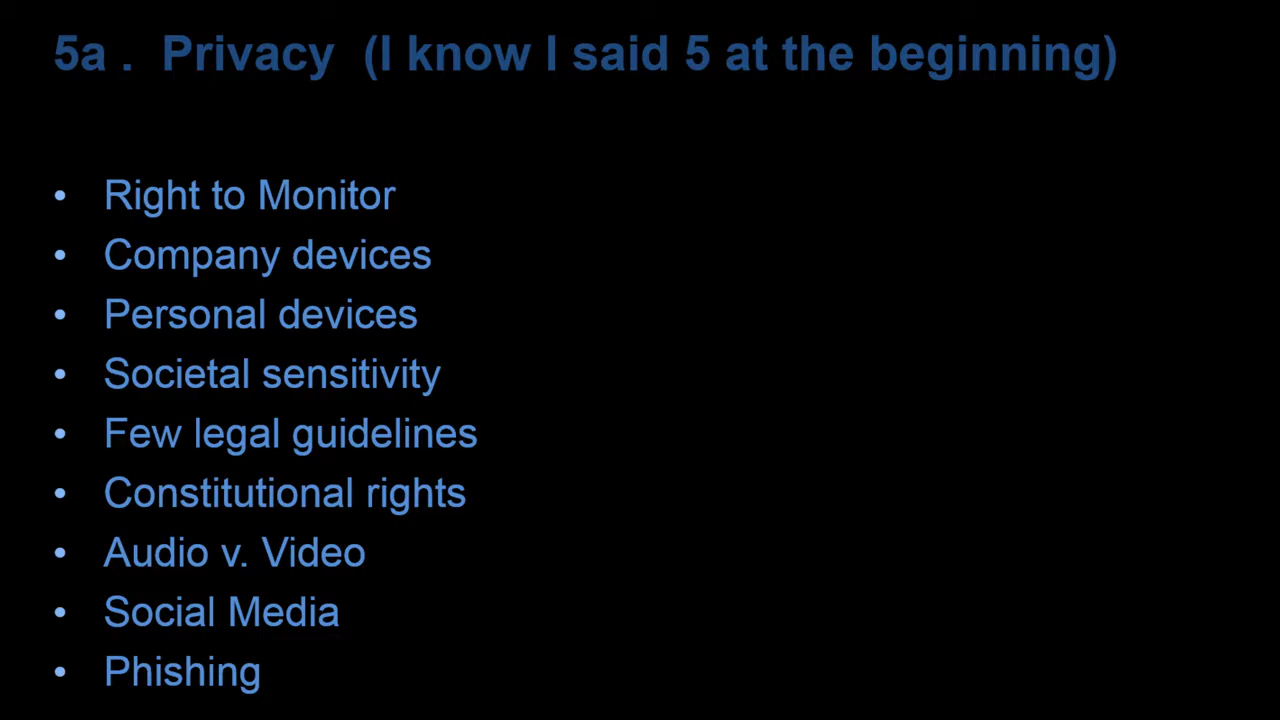 5a . Privacy (I know I said 5 at the beginning)
• Right to Monitor
• Company devices
• Personal devices
• Societal sensitivity
• Few legal guidelines
• Constitutional rights
• Audio v. Video
• Social Media
• Phishing